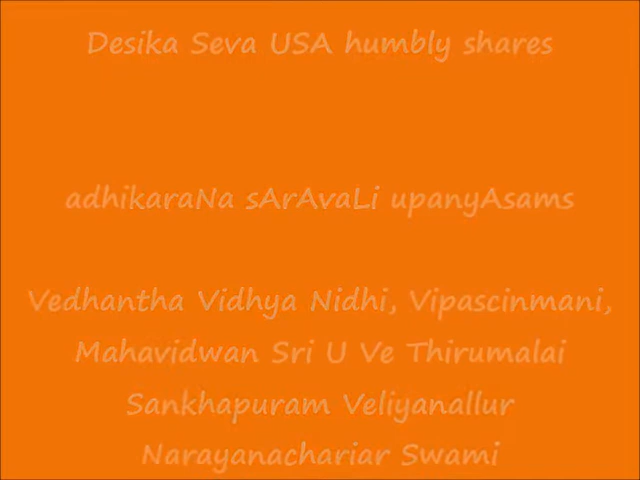 Desika Seva USA humbly shares
adhikaraNa sArAvaLi upanyAsams
Vedhantha Vidhya Nidhi, Vipascinmani,
Mahavidwan Sri U Ve Thirumalai
Sankhapuram Veliyanallur
Narayanachariar Swami